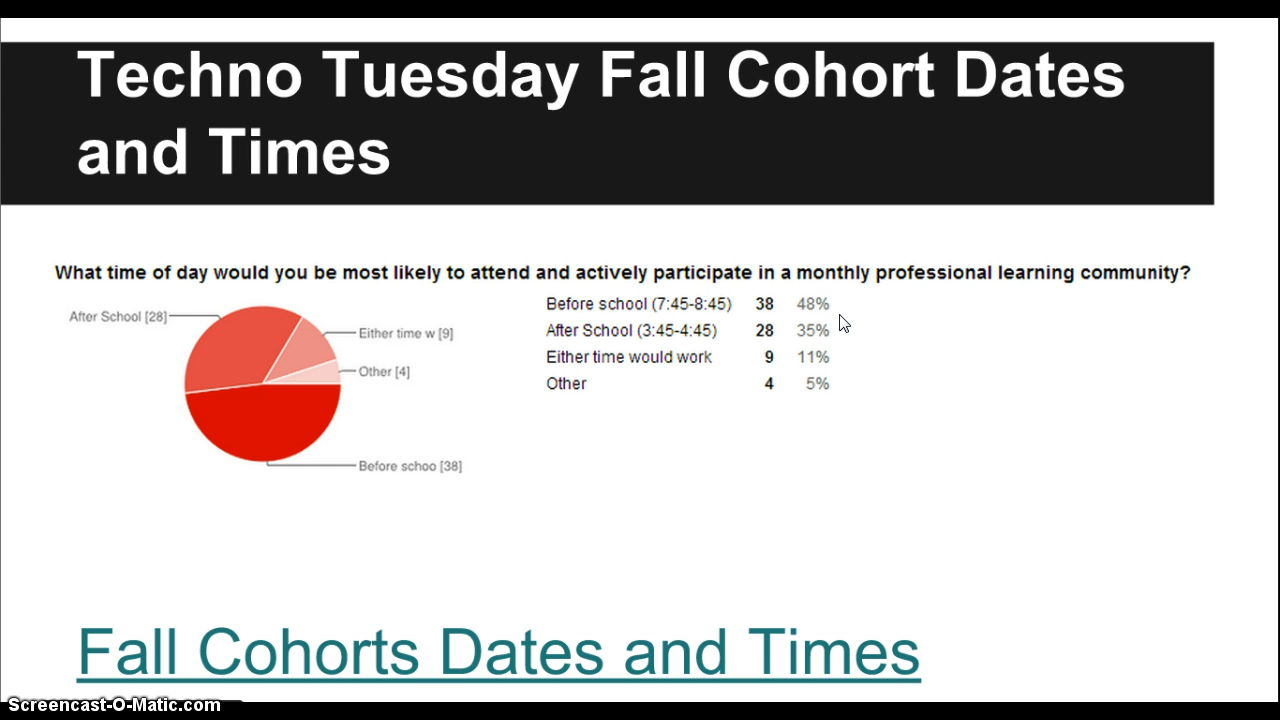 Techno Tuesday Fall Cohort Dates
and Times
What time of day would you be most likely to attend and actively participate in a monthly professional learning community?
After School [28]
Either time w [9]
Other [4]
Before schoo [38]
Before school (7:45-8:45) 38 48%
After School (3:45-4:45) 28 35%
Either time would work 9 11%
Other 4 5%
Fall Cohorts Dates and Times
Screencast-O-Matic.com